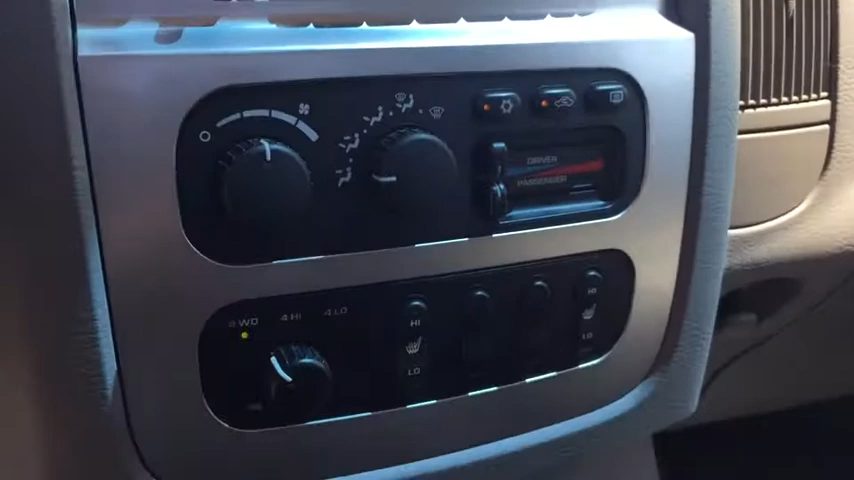 DRIVER
PASSENGER
2WD 4HI 4LO
HI HI
LO LO